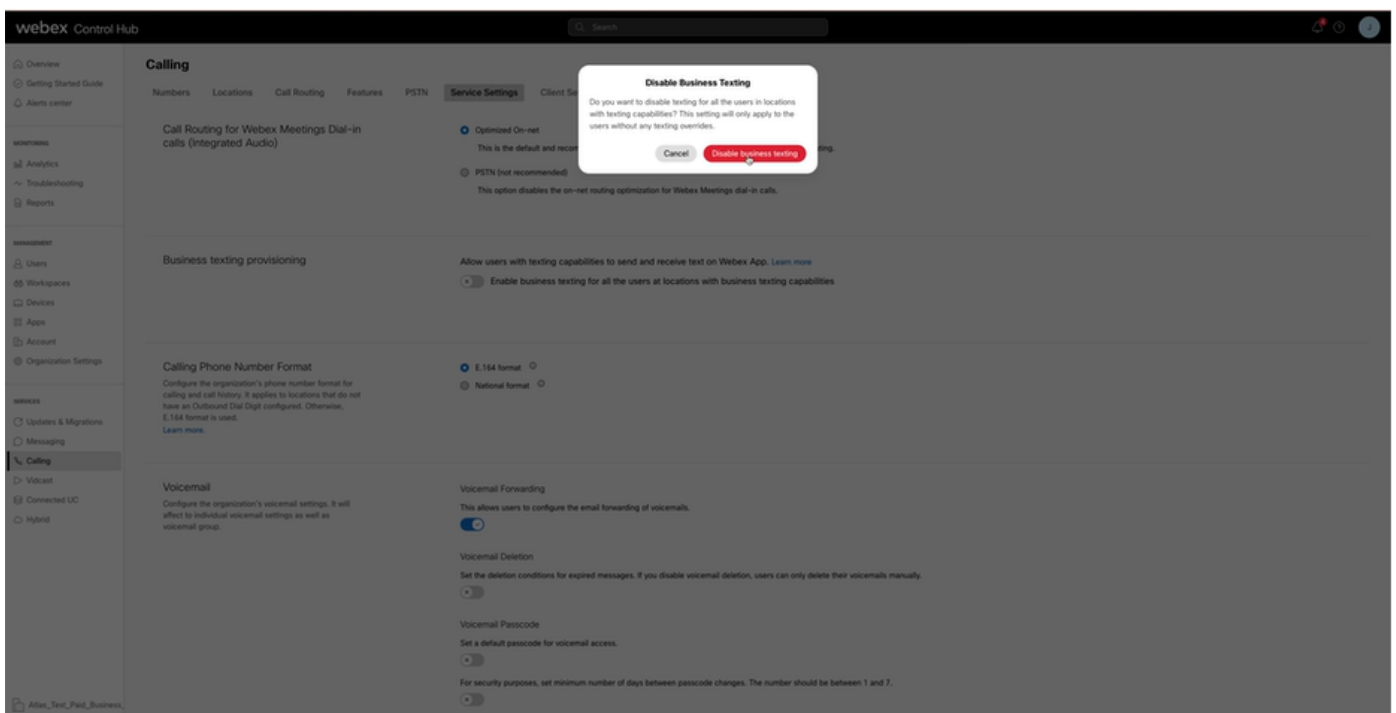 webex Control Hub
Search
J
Overview
Getting Started Guide
Alerts center
MONITORING
Analytics
Troubleshooting
Reports
MANAGEMENT
Users
Workspaces
Devices
Apps
Account
Organization Settings
SERVICES
Updates & Migrations
Messaging
Calling
Vidcast
Connected UC
Hybrid
Atlas_Test_Paid_Business_
Calling
Numbers Locations Call Routing Features PSTN Service Settings Client Se
Call Routing for Webex Meetings Dial-in
calls (Integrated Audio)
Optimized On-net
This is the default and recom
ting.
PSTN (not recommended)
This option disables the on-net routing optimization for Webex Meetings dial-in calls.
Disable Business Texting
Do you want to disable texting for all the users in locations
with texting capabilities? This setting will only apply to the
users without any texting overrides.
Cancel Disable business texting
Business texting provisioning
Allow users with texting capabilities to send and receive text on Webex App. Learn more
Enable business texting for all the users at locations with business texting capabilities
Calling Phone Number Format
Configure the organization's phone number format for
calling and call history. It applies to locations that do not
have an Outbound Dial Digit configured. Otherwise,
E.164 format is used.
Learn more.
E.164 format
National format
Voicemail
Configure the organization's voicemail settings. It will
affect to individual voicemail settings as well as
voicemail group.
Voicemail Forwarding
This allows users to configure the email forwarding of voicemails.
Voicemail Deletion
Set the deletion conditions for expired messages. If you disable voicemail deletion, users can only delete their voicemails manually.
Voicemail Passcode
Set a default passcode for voicemail access.
For security purposes, set minimum number of days between passcode changes. The number should be between 1 and 7.